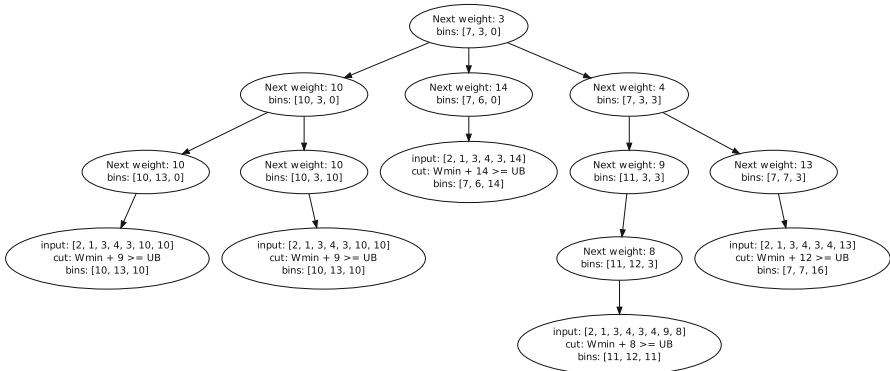 Next weight: 3
bins: [7, 3, 0]
Next weight: 10
bins: [10, 3, 0]
Next weight: 14
bins: [7, 6, 0]
Next weight: 4
bins: [7, 3, 3]
Next weight: 10
bins: [10, 13, 0]
Next weight: 10
bins: [10, 3, 10]
input: [2, 1, 3, 4, 3, 14]
cut: Wmin + 14 >= UB
bins: [7, 6, 14]
Next weight: 9
bins: [11, 3, 3]
Next weight: 13
bins: [7, 7, 3]
input: [2, 1, 3, 4, 3, 10, 10]
cut: Wmin + 9 >= UB
bins: [10, 13, 10]
input: [2, 1, 3, 4, 3, 10, 10]
cut: Wmin + 9 >= UB
bins: [10, 13, 10]
Next weight: 8
bins: [11, 12, 3]
input: [2, 1, 3, 4, 3, 4, 13]
cut: Wmin + 12 >= UB
bins: [7, 7, 16]
input: [2, 1, 3, 4, 3, 4, 9, 8]
cut: Wmin + 8 >= UB
bins: [11, 12, 11]